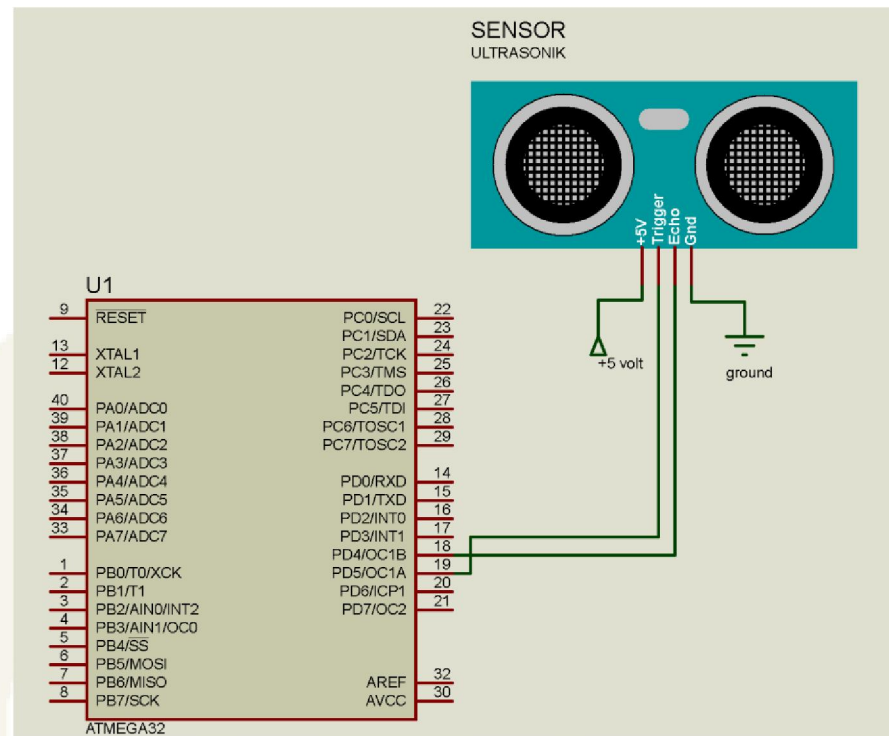 SENSOR
ULTRASONIK
+5V
Trigger
Echo
Gnd
+5 volt
ground
U1
9 RESET
13 XTAL1
12 XTAL2
40 PA0/ADC0
39 PA1/ADC1
38 PA2/ADC2
37 PA3/ADC3
36 PA4/ADC4
35 PA5/ADC5
34 PA6/ADC6
33 PA7/ADC7
1 PB0/T0/XCK
2 PB1/T1
3 PB2/AIN0/INT2
4 PB3/AIN1/OC0
5 PB4/SS
6 PB5/MOSI
7 PB6/MISO
8 PB7/SCK
PC0/SCL 22
PC1/SDA 23
PC2/TCK 24
PC3/TMS 25
PC4/TDO 26
PC5/TDI 27
PC6/TOSC1 28
PC7/TOSC2 29
PD0/RXD 14
PD1/TXD 15
PD2/INT0 16
PD3/INT1 17
PD4/OC1B 18
PD5/OC1A 19
PD6/ICP1 20
PD7/OC2 21
AREF 32
AVCC 30
ATMEGA32